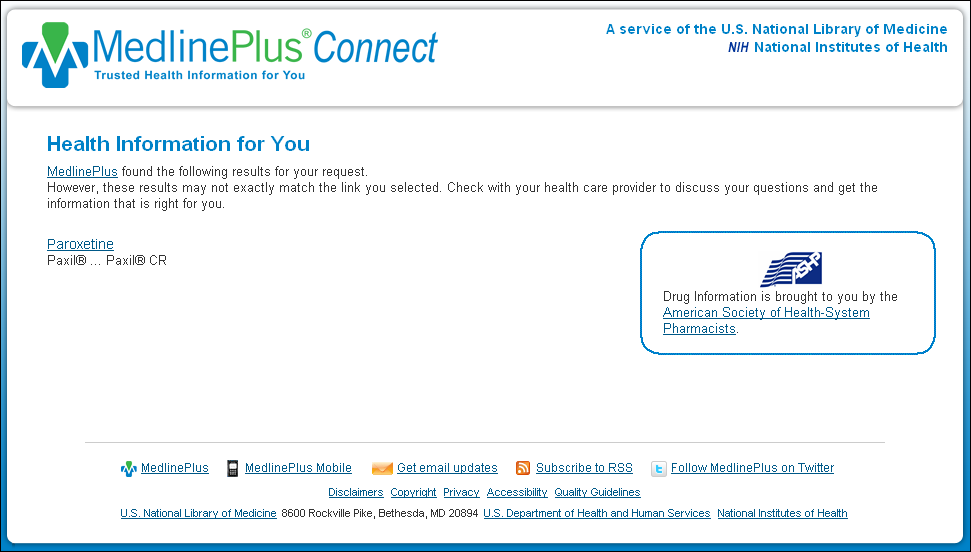 MedlinePlus® Connect
Trusted Health Information for You
A service of the U.S. National Library of Medicine
NIH National Institutes of Health
Health Information for You
MedlinePlus found the following results for your request.
However, these results may not exactly match the link you selected. Check with your health care provider to discuss your questions and get the
information that is right for you.
Paroxetine
Paxil® ... Paxil® CR
ASHP
Drug Information is brought to you by the
American Society of Health-System
Pharmacists.
MedlinePlus MedlinePlus Mobile Get email updates Subscribe to RSS Follow MedlinePlus on Twitter
Disclaimers Copyright Privacy Accessibility Quality Guidelines
U.S. National Library of Medicine 8600 Rockville Pike, Bethesda, MD 20894 U.S. Department of Health and Human Services National Institutes of Health